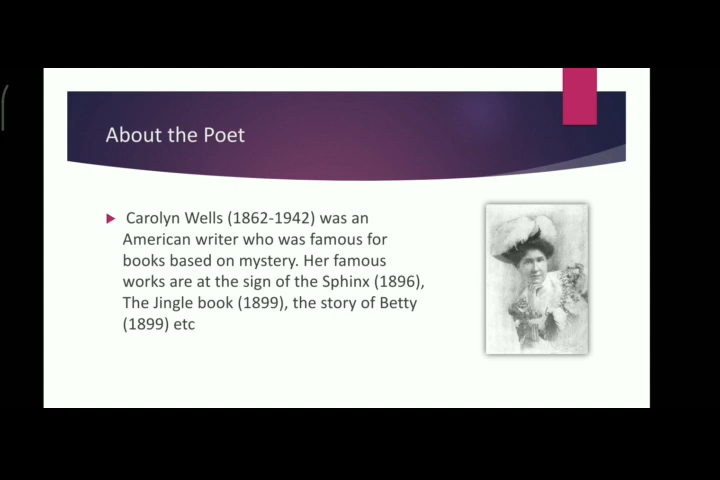 About the Poet
Carolyn Wells (1862-1942) was an
American writer who was famous for
books based on mystery. Her famous
works are at the sign of the Sphinx (1896),
The Jingle book (1899), the story of Betty
(1899) etc